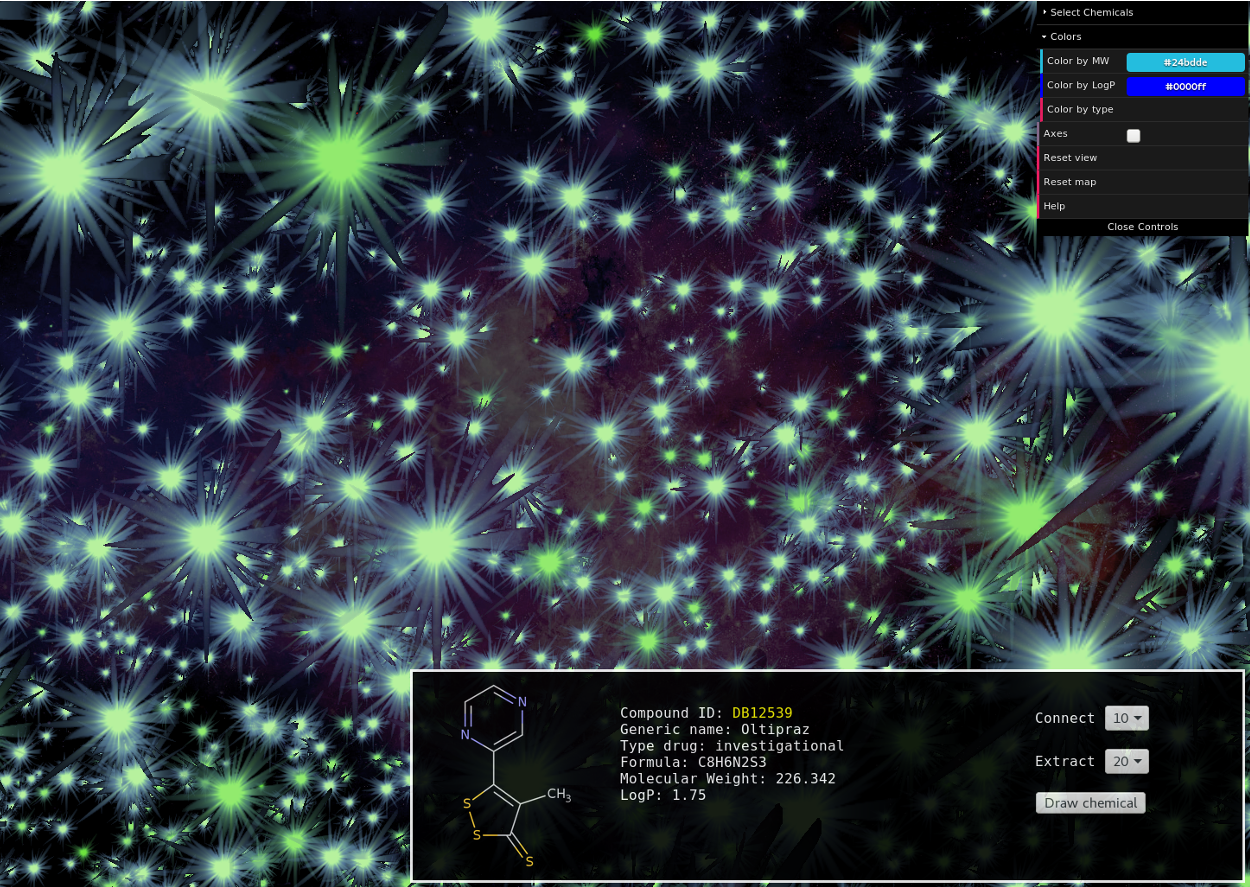 Select Chemicals
Colors
Color by MW #24bdde
Color by LogP #0000ff
Color by type
Axes
Reset view
Reset map
Help
Close Controls
N
N
CH3
S
S
S
Compound ID: DB12539
Generic name: Oltipraz
Type drug: investigational
Formula: C8H6N2S3
Molecular Weight: 226.342
LogP: 1.75
Connect 10
Extract 20
Draw chemical